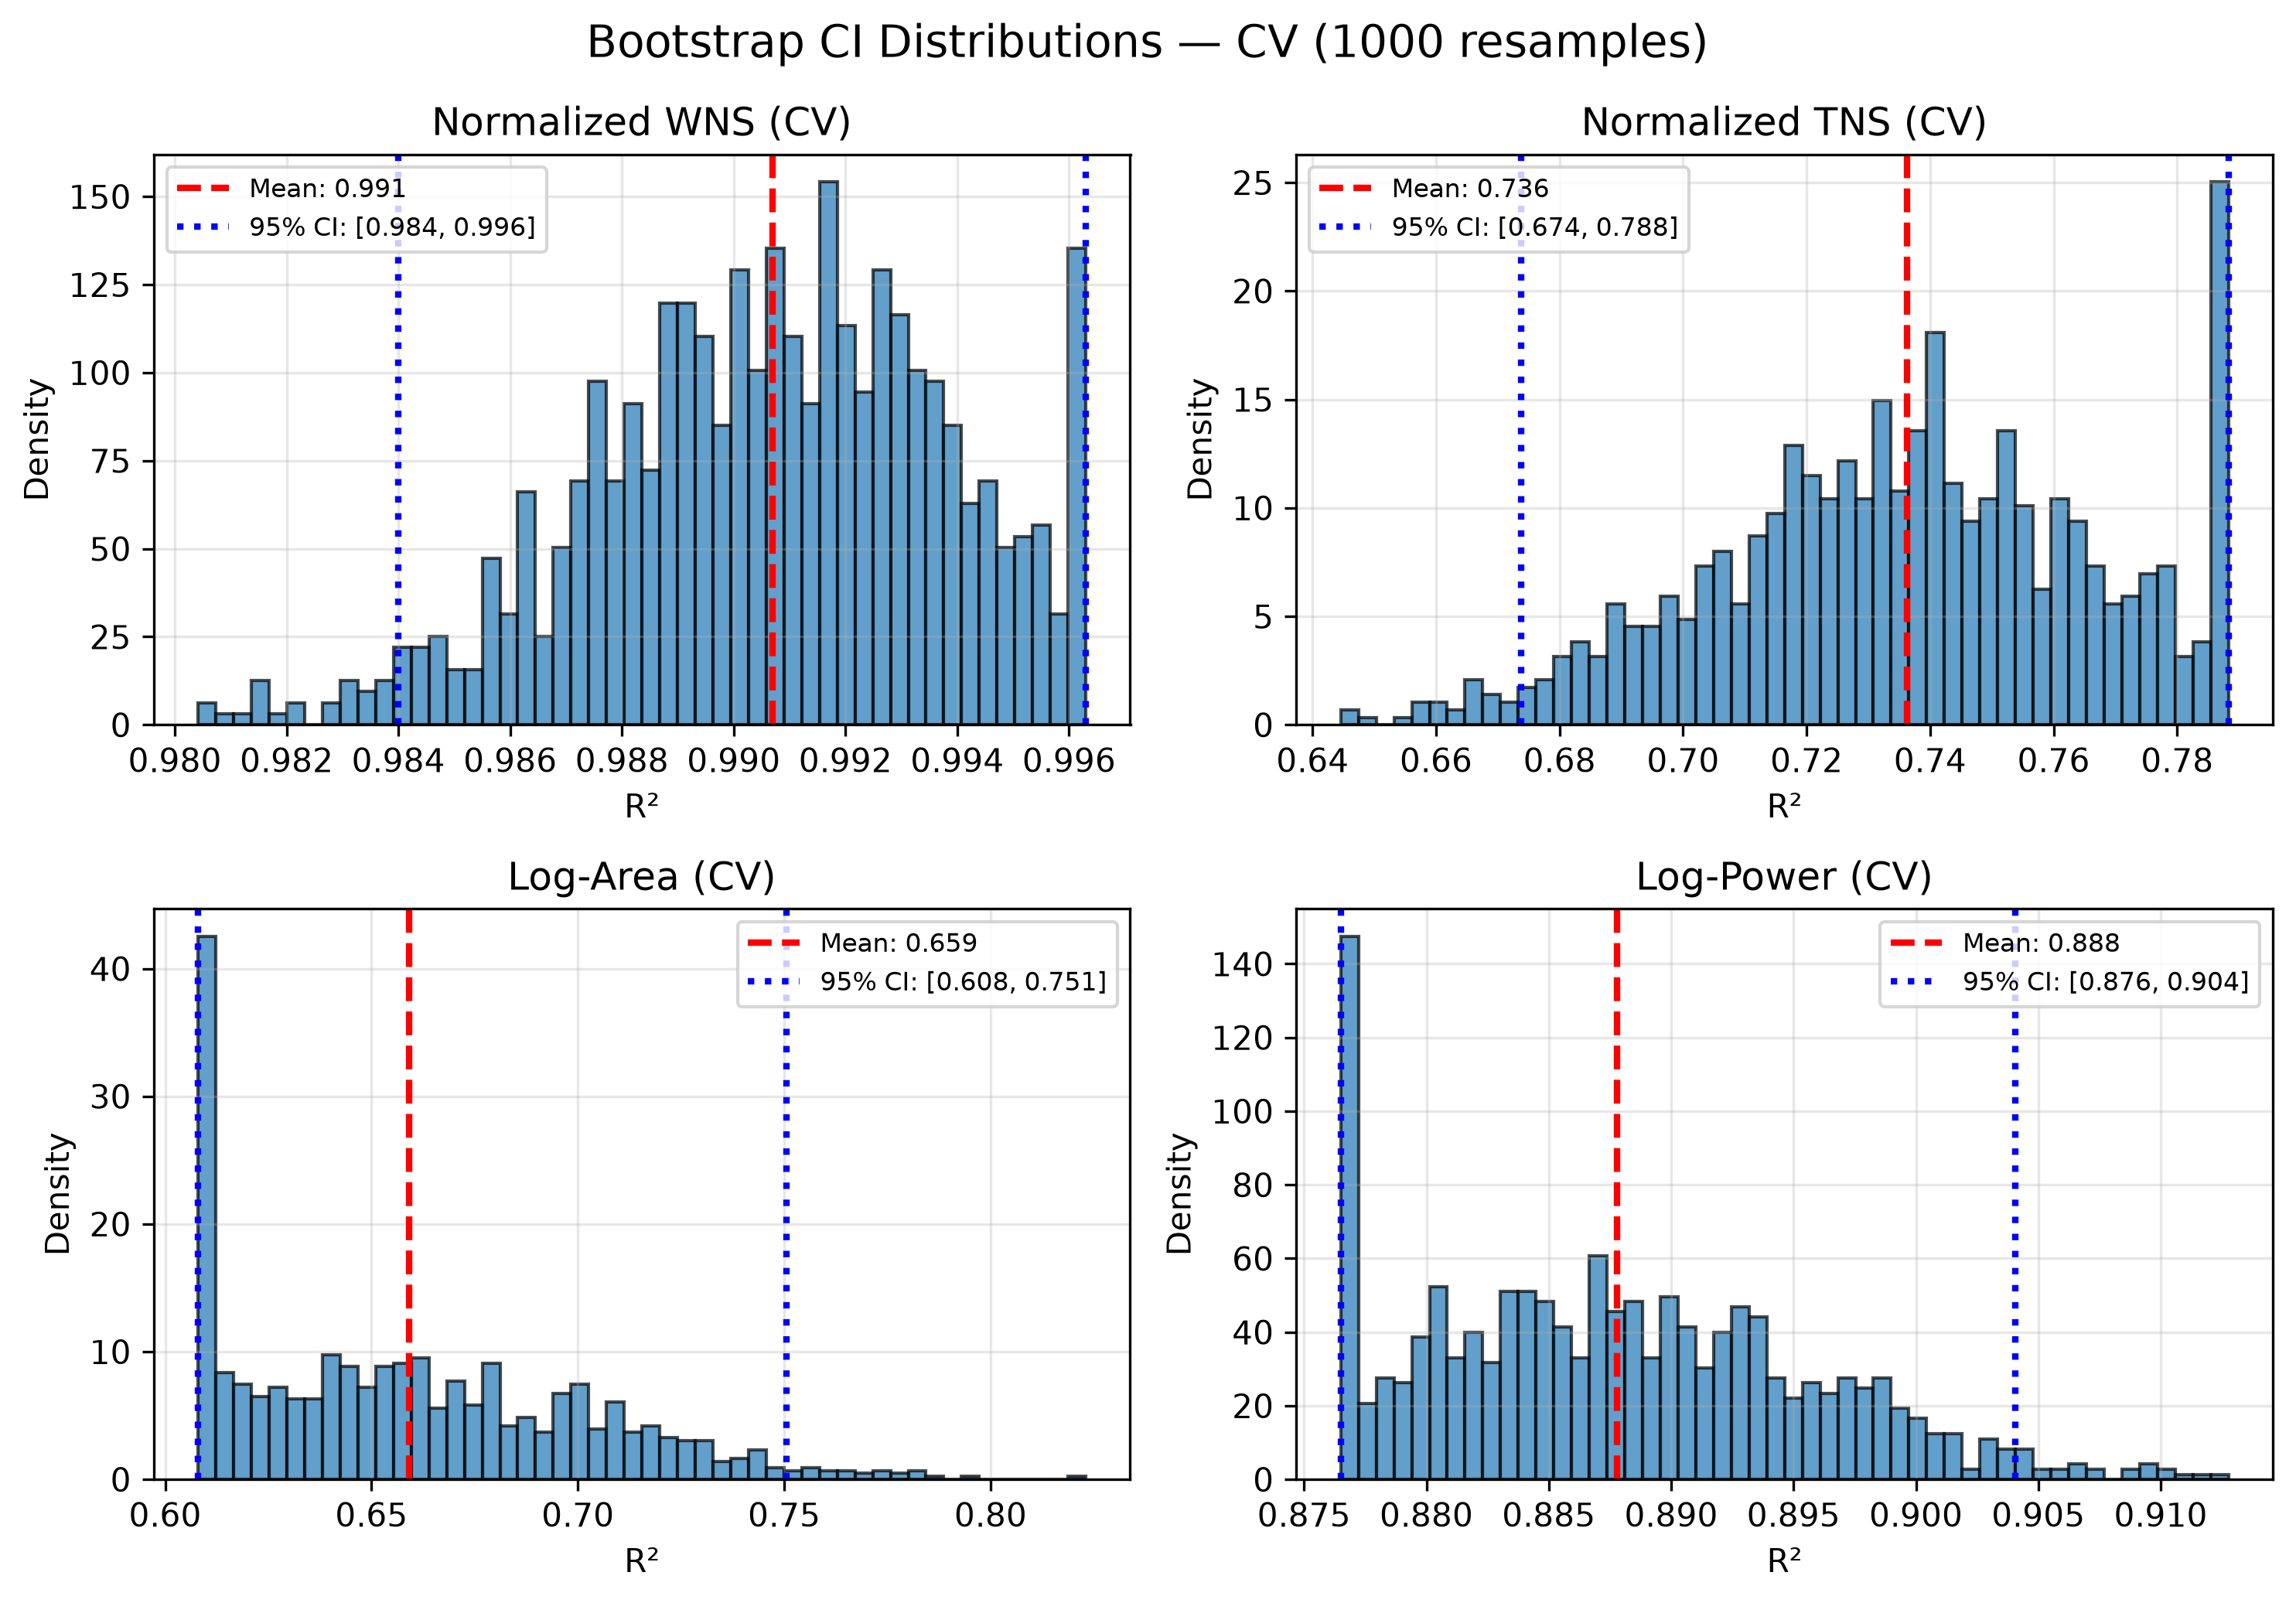 Bootstrap CI Distributions — CV (1000 resamples)
Normalized WNS (CV)
Mean: 0.991
95% CI: [0.984, 0.996]
150
125
100
75
50
25
0
Density
0.980 0.982 0.984 0.986 0.988 0.990 0.992 0.994 0.996
R²
Normalized TNS (CV)
Mean: 0.736
95% CI: [0.674, 0.788]
25
20
15
10
5
0
Density
0.64 0.66 0.68 0.70 0.72 0.74 0.76 0.78
R²
Log-Area (CV)
Mean: 0.659
95% CI: [0.608, 0.751]
40
30
20
10
0
Density
0.60 0.65 0.70 0.75 0.80
R²
Log-Power (CV)
Mean: 0.888
95% CI: [0.876, 0.904]
140
120
100
80
60
40
20
0
Density
0.875 0.880 0.885 0.890 0.895 0.900 0.905 0.910
R²